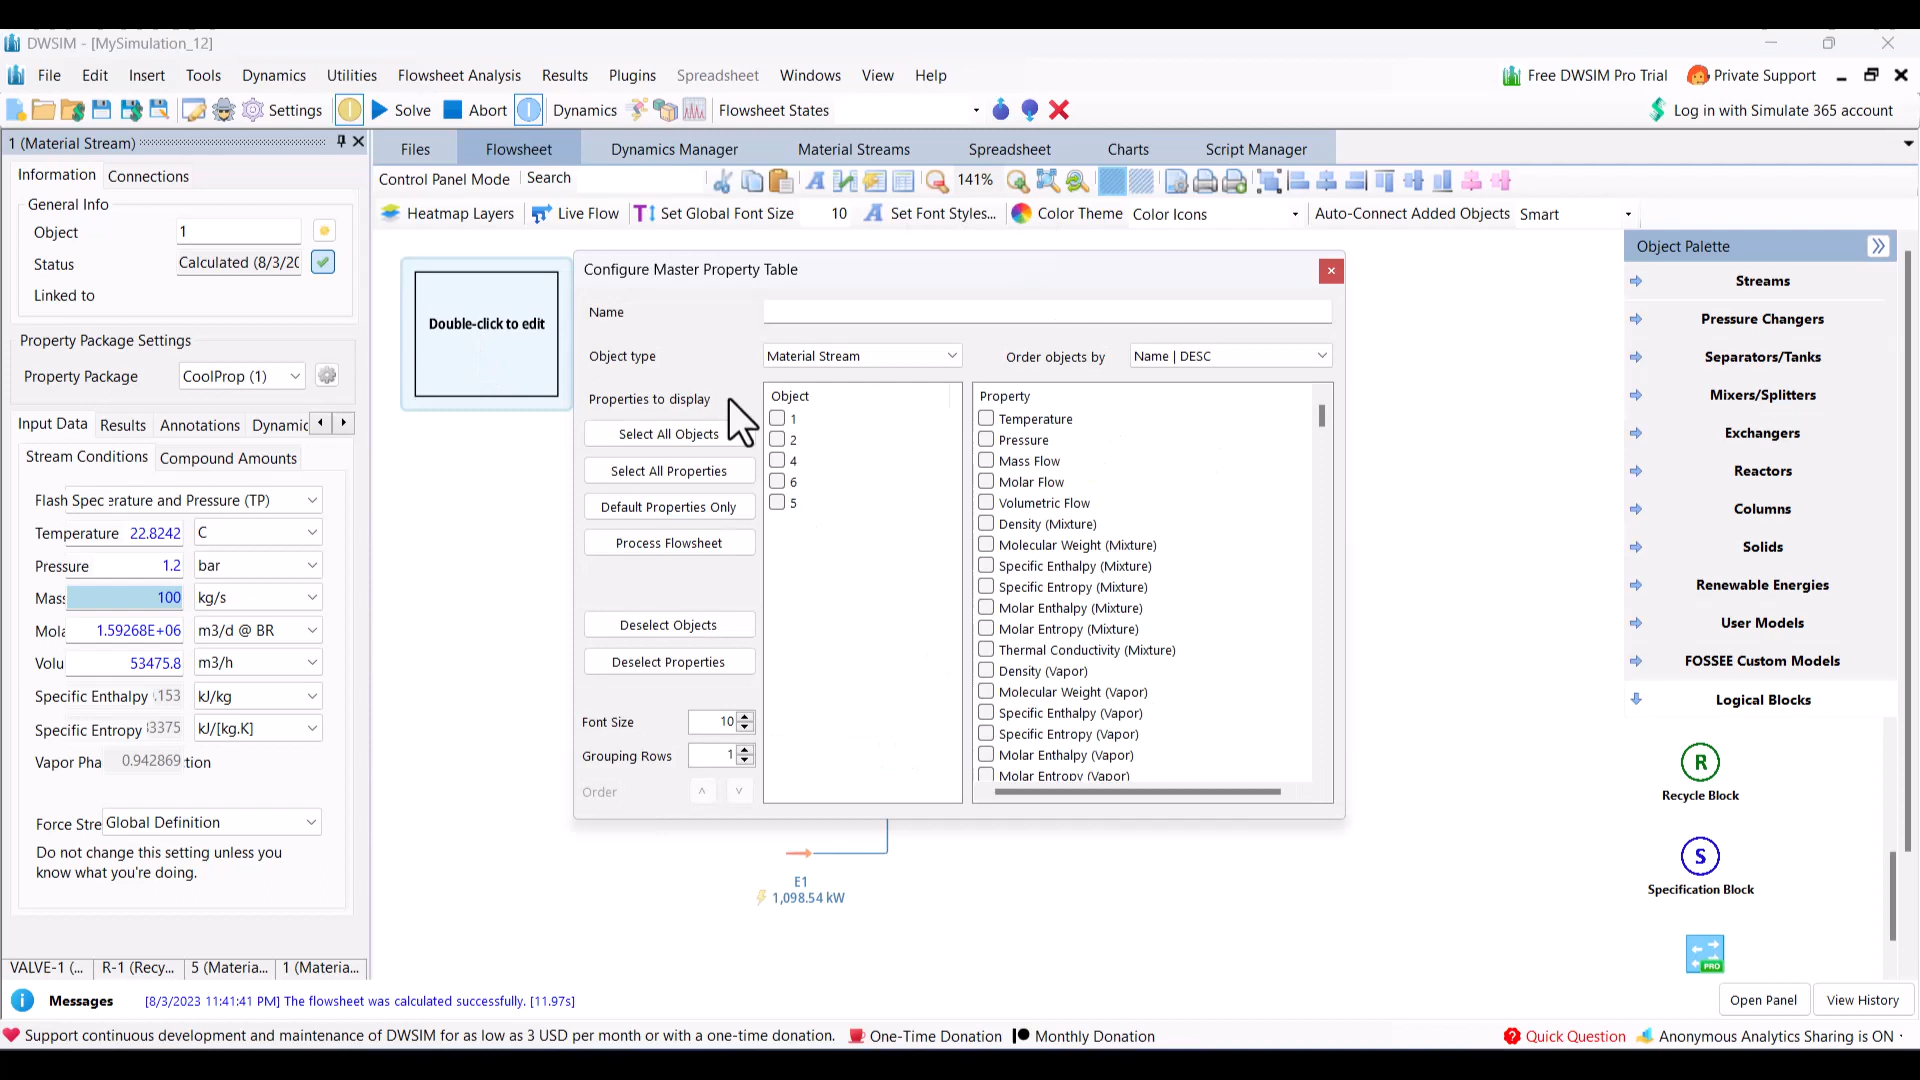 DWSIM - [MySimulation_12]
File Edit Insert Tools Dynamics Utilities Flowsheet Analysis Results Plugins Spreadsheet Windows View Help Free DWSIM Pro Trial Private Support
Settings Solve Abort Dynamics Flowsheet States Log in with Simulate 365 account
1 (Material Stream)
Files Flowsheet Dynamics Manager Material Streams Spreadsheet Charts Script Manager
Information Connections
Control Panel Mode Search 141%
General Info
Heatmap Layers Live Flow Set Global Font Size 10 Set Font Styles... Color Theme Color Icons Auto-Connect Added Objects Smart
Object 1
Status Calculated (8/3/20
Linked to
Property Package Settings
Property Package CoolProp (1)
Input Data Results Annotations Dynamic
Stream Conditions Compound Amounts
Flash Spec erature and Pressure (TP)
Temperature 22.8242 C
Pressure 1.2 bar
Mass 100 kg/s
Mola 1.59268E+06 m3/d @ BR
Volu 53475.8 m3/h
Specific Enthalpy .153 kJ/kg
Specific Entropy 3375 kJ/[kg.K]
Vapor Pha 0.942869 tion
Force Stre Global Definition
Do not change this setting unless you
know what you're doing.
VALVE-1 (... R-1 (Recy... 5 (Materia... 1 (Materia...
Double-click to edit
Configure Master Property Table
Name
Object type Material Stream Order objects by Name | DESC
Properties to display
Select All Objects
Select All Properties
Default Properties Only
Process Flowsheet
Deselect Objects
Deselect Properties
Font Size 10
Grouping Rows 1
Order
Object
1
2
4
6
5
Property
Temperature
Pressure
Mass Flow
Molar Flow
Volumetric Flow
Density (Mixture)
Molecular Weight (Mixture)
Specific Enthalpy (Mixture)
Specific Entropy (Mixture)
Molar Enthalpy (Mixture)
Molar Entropy (Mixture)
Thermal Conductivity (Mixture)
Density (Vapor)
Molecular Weight (Vapor)
Specific Enthalpy (Vapor)
Specific Entropy (Vapor)
Molar Enthalpy (Vapor)
Molar Entropy (Vapor)
E1
1,098.54 kW
Object Palette
Streams
Pressure Changers
Separators/Tanks
Mixers/Splitters
Exchangers
Reactors
Columns
Solids
Renewable Energies
User Models
FOSSEE Custom Models
Logical Blocks
R
Recycle Block
S
Specification Block
PRO
Messages [8/3/2023 11:41:41 PM] The flowsheet was calculated successfully. [11.97s] Open Panel View History
Support continuous development and maintenance of DWSIM for as low as 3 USD per month or with a one-time donation. One-Time Donation Monthly Donation Quick Question Anonymous Analytics Sharing is ON